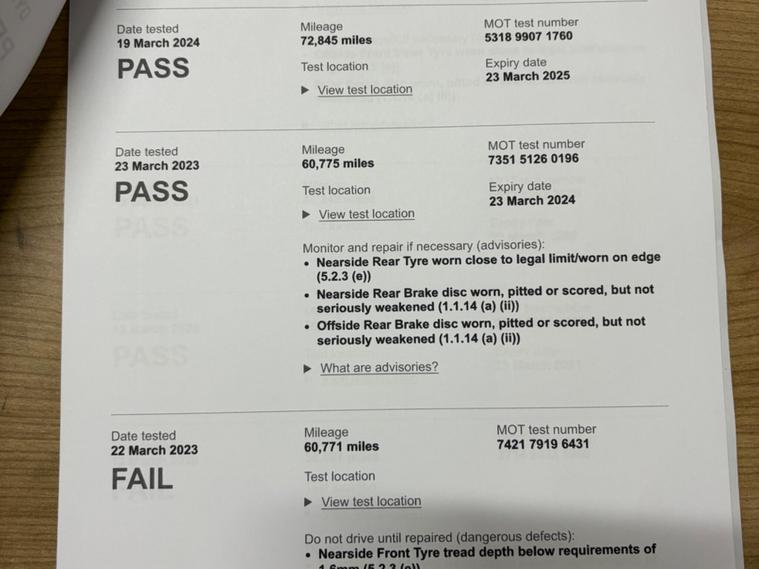 Date tested
19 March 2024
PASS
Mileage
72,845 miles
Test location
▶ View test location
MOT test number
5318 9907 1760
Expiry date
23 March 2025
Date tested
23 March 2023
PASS
Mileage
60,775 miles
Test location
▶ View test location
MOT test number
7351 5126 0196
Expiry date
23 March 2024
Monitor and repair if necessary (advisories):
• Nearside Rear Tyre worn close to legal limit/worn on edge
(5.2.3 (e))
• Nearside Rear Brake disc worn, pitted or scored, but not
seriously weakened (1.1.14 (a) (ii))
• Offside Rear Brake disc worn, pitted or scored, but not
seriously weakened (1.1.14 (a) (ii))
▶ What are advisories?
Date tested
22 March 2023
FAIL
Mileage
60,771 miles
Test location
▶ View test location
MOT test number
7421 7919 6431
Do not drive until repaired (dangerous defects):
• Nearside Front Tyre tread depth below requirements of
1.6mm (5.2.3 (e))